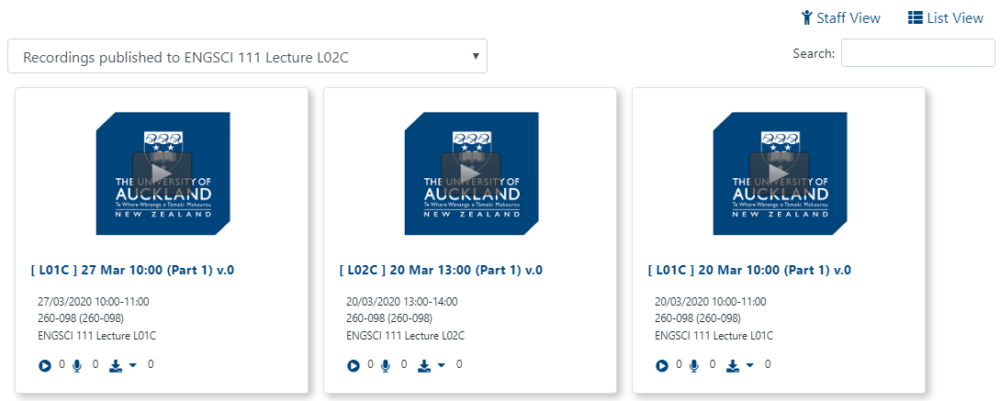 Staff View List View
Recordings published to ENGSCI 111 Lecture L02C
Search:
THE UNIVERSITY OF
AUCKLAND
Te Whare Wānanga o Tāmaki Makaurau
NEW ZEALAND
[ L01C ] 27 Mar 10:00 (Part 1) v.0
27/03/2020 10:00-11:00
260-098 (260-098)
ENGSCI 111 Lecture L01C
0 0 0
THE UNIVERSITY OF
AUCKLAND
Te Whare Wānanga o Tāmaki Makaurau
NEW ZEALAND
[ L02C ] 20 Mar 13:00 (Part 1) v.0
20/03/2020 13:00-14:00
260-098 (260-098)
ENGSCI 111 Lecture L02C
0 0 0
THE UNIVERSITY OF
AUCKLAND
Te Whare Wānanga o Tāmaki Makaurau
NEW ZEALAND
[ L01C ] 20 Mar 10:00 (Part 1) v.0
20/03/2020 10:00-11:00
260-098 (260-098)
ENGSCI 111 Lecture L01C
0 0 0